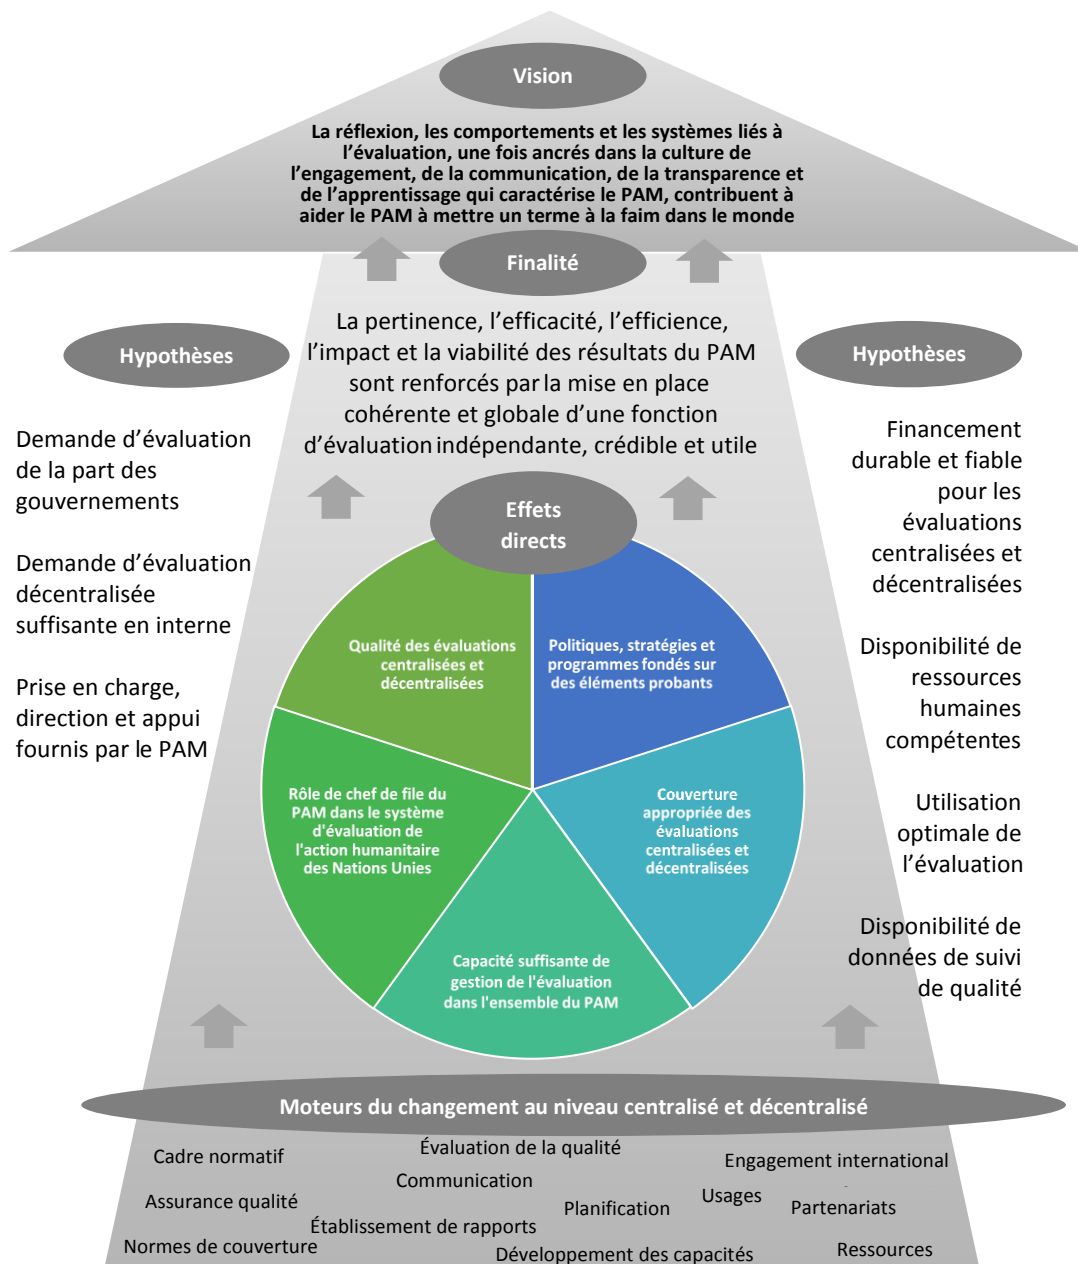 Vision
La réflexion, les comportements et les systèmes liés à
l’évaluation, une fois ancrés dans la culture de
l’engagement, de la communication, de la transparence et
de l’apprentissage qui caractérise le PAM, contribuent à
aider le PAM à mettre un terme à la faim dans le monde
Finalité
La pertinence, l’efficacité, l’efficience,
l’impact et la viabilité des résultats du PAM
sont renforcés par la mise en place
cohérente et globale d’une fonction
d’évaluation indépendante, crédible et utile
Hypothèses
Demande d’évaluation
de la part des
gouvernements
Demande d’évaluation
décentralisée
suffisante en interne
Prise en charge,
direction et appui
fournis par le PAM
Hypothèses
Financement
durable et fiable
pour les
évaluations
centralisées et
décentralisées
Disponibilité de
ressources
humaines
compétentes
Utilisation
optimale de
l’évaluation
Disponibilité de
données de suivi
de qualité
Effets
directs
Qualité des évaluations
centralisées et
décentralisées
Politiques, stratégies et
programmes fondés sur
des éléments probants
Rôle de chef de file du
PAM dans le système
d'évaluation de
l'action humanitaire
des Nations Unies
Couverture
appropriée des
évaluations
centralisées et
décentralisées
Capacité suffisante de
gestion de l'évaluation
dans l'ensemble du PAM
Moteurs du changement au niveau centralisé et décentralisé
Cadre normatif
Évaluation de la qualité
Engagement international
Communication
Assurance qualité
Planification
Usages
Partenariats
Établissement de rapports
Normes de couverture
Développement des capacités
Ressources